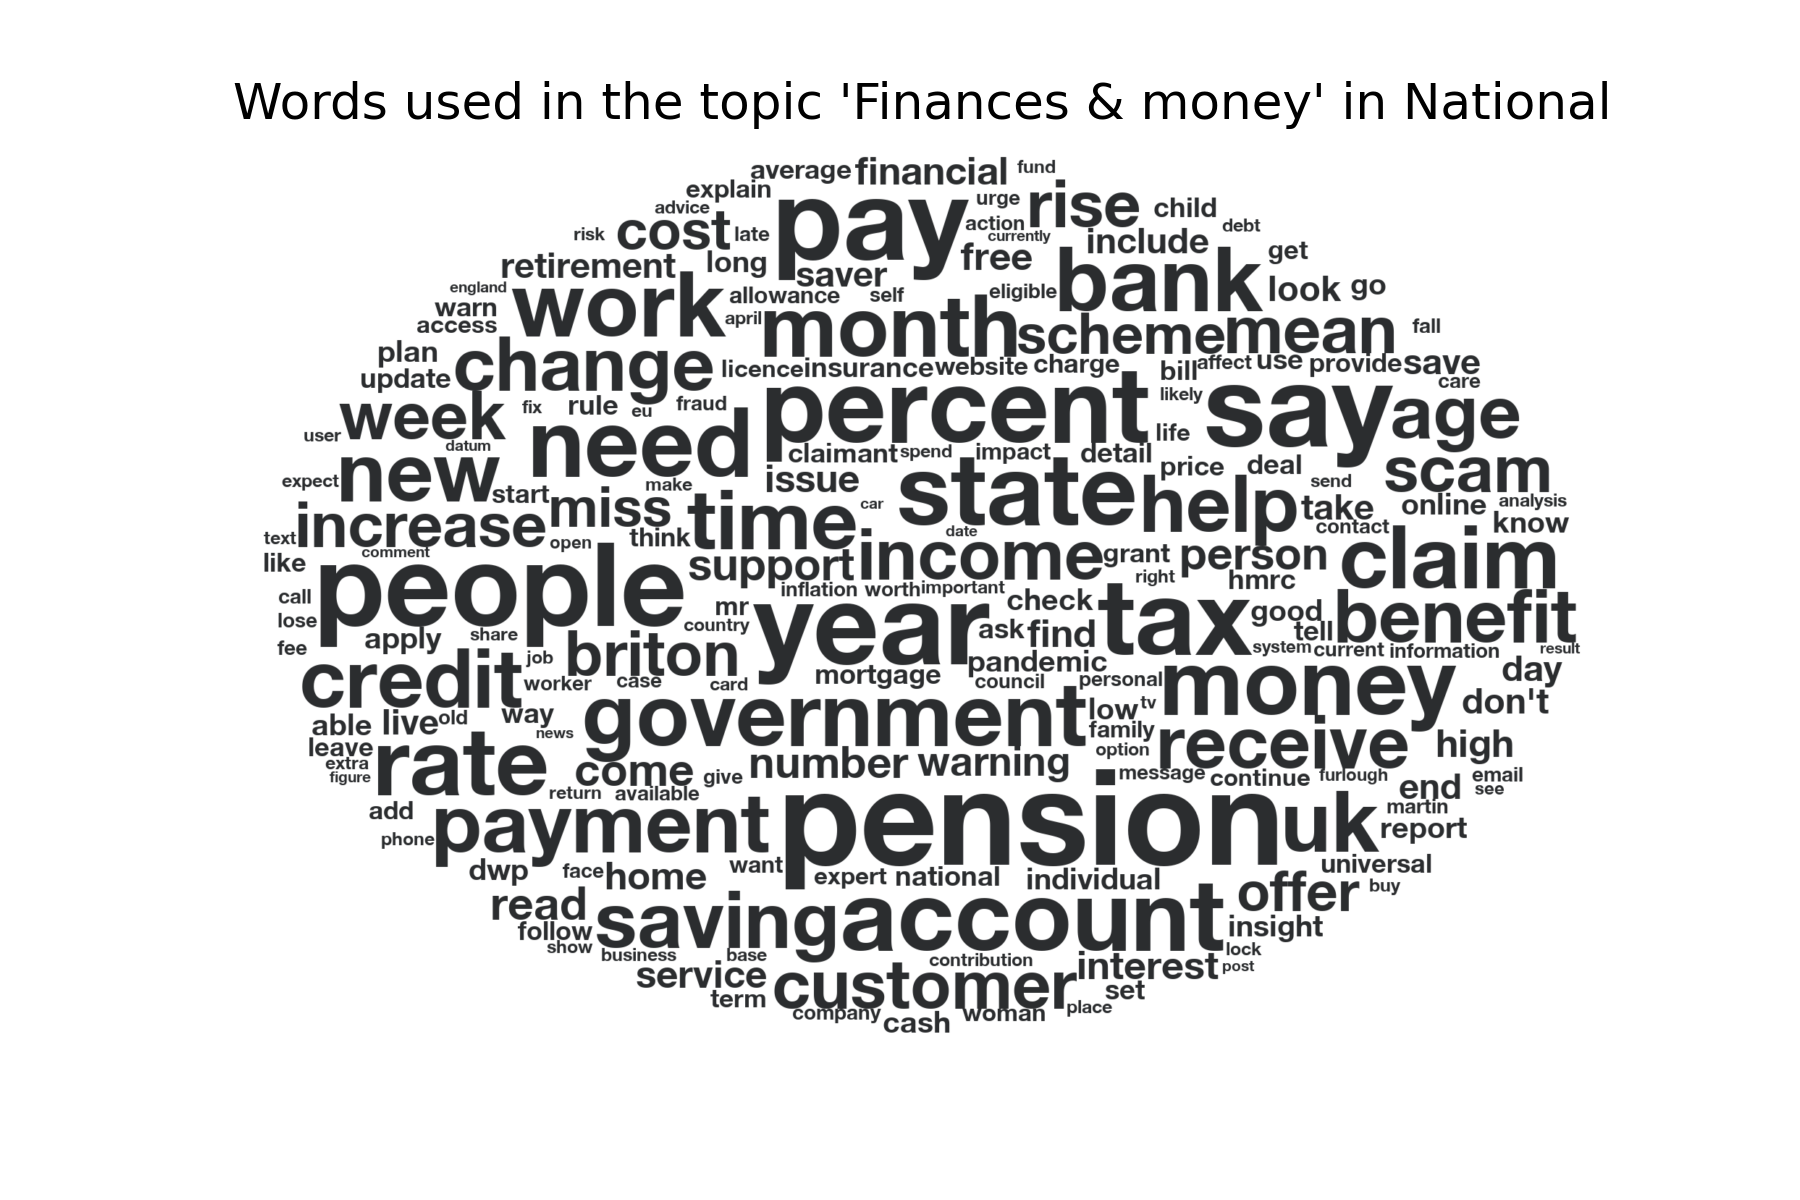 Words used in the topic 'Finances & money' in National
average financial fund
explain pay urge rise child
advice action debt
risk cost late currently include get
retirement long saver free bank look go
england work allowance self eligible
warn april month scheme mean fall
access
plan change licence insurance website charge bill affect use provide save
update percent likely say age care
week fix rule eu fraud
user datum need claimant spend impact detail life
new issue state price deal scam
expect start miss make help send take online analysis
increase time car contact know
text comment open think date
like support income grant person claim
people inflation worth important right hmrc
call mr year check tax good benefit
lose country
fee apply share briton ask find tell
job pandemic system current information result
credit worker case card mortgage council personal money day
able live old way government low tv don't
news family
leave rate number warning option receive high
extra come
figure return available give message continue furlough end email
see
add payment pension uk martin
phone report
dwp face home want expert national individual universal
read saving account offer buy
follow insight
show business base contribution lock
service customer interest post
term set
company cash woman place